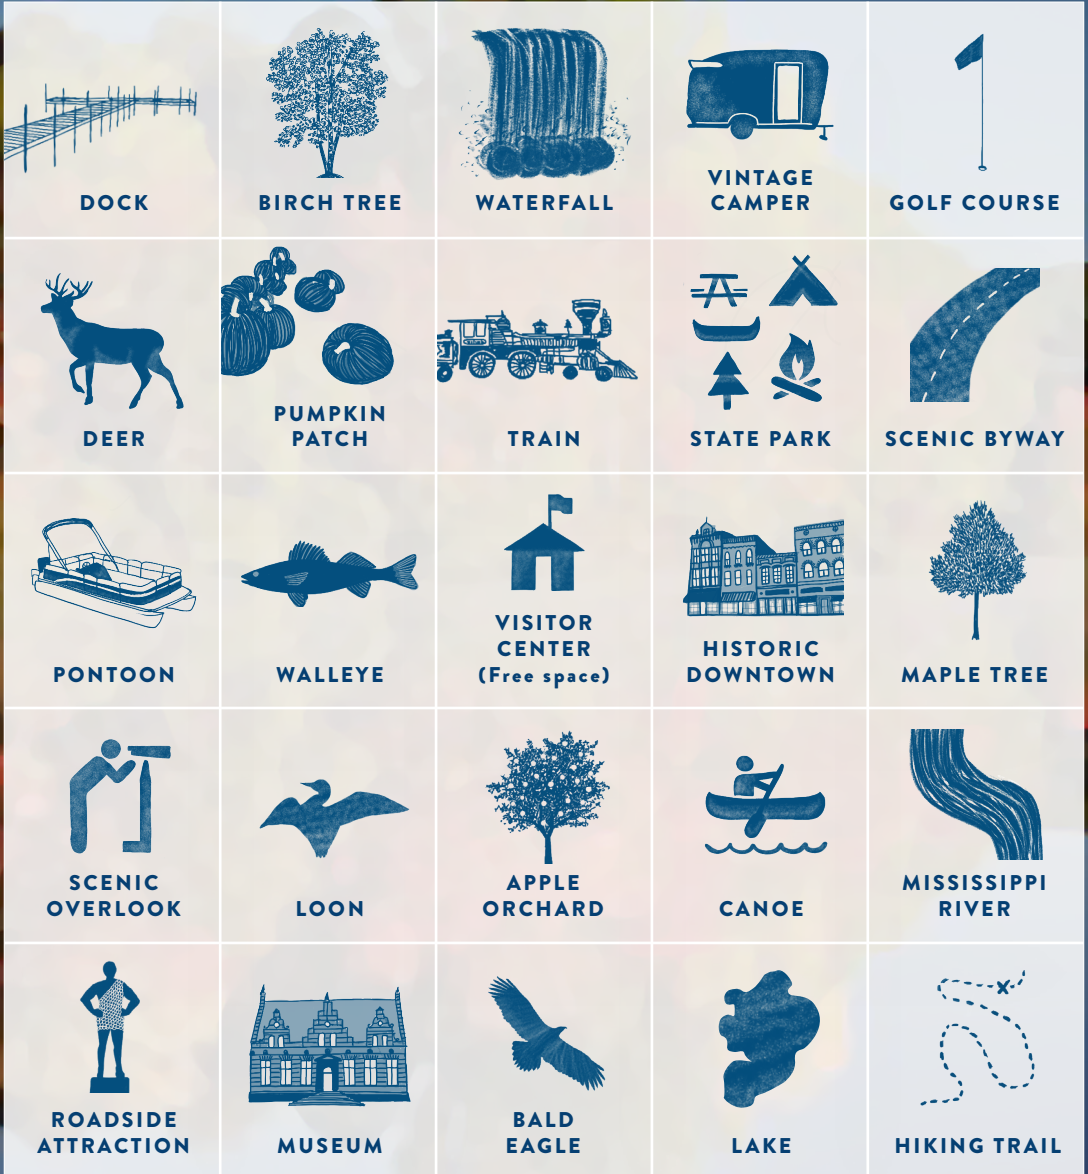 DOCK
BIRCH TREE
WATERFALL
VINTAGE
CAMPER
GOLF COURSE
DEER
PUMPKIN
PATCH
TRAIN
STATE PARK
SCENIC BYWAY
PONTOON
WALLEYE
VISITOR
CENTER
(Free space)
HISTORIC
DOWNTOWN
MAPLE TREE
SCENIC
OVERLOOK
LOON
APPLE
ORCHARD
CANOE
MISSISSIPPI
RIVER
ROADSIDE
ATTRACTION
MUSEUM
BALD
EAGLE
LAKE
HIKING TRAIL